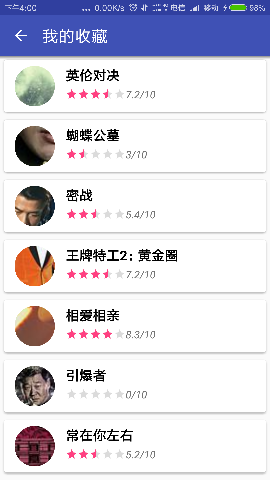 下午4:00 ... 0.00K/s 电信 移动 98%
我的收藏
英伦对决
7.2/10
蝴蝶公墓
3/10
密战
5.4/10
王牌特工2：黄金圈
7.2/10
相爱相亲
8.4/10
引爆者
0/10
常在你左右
5.2/10